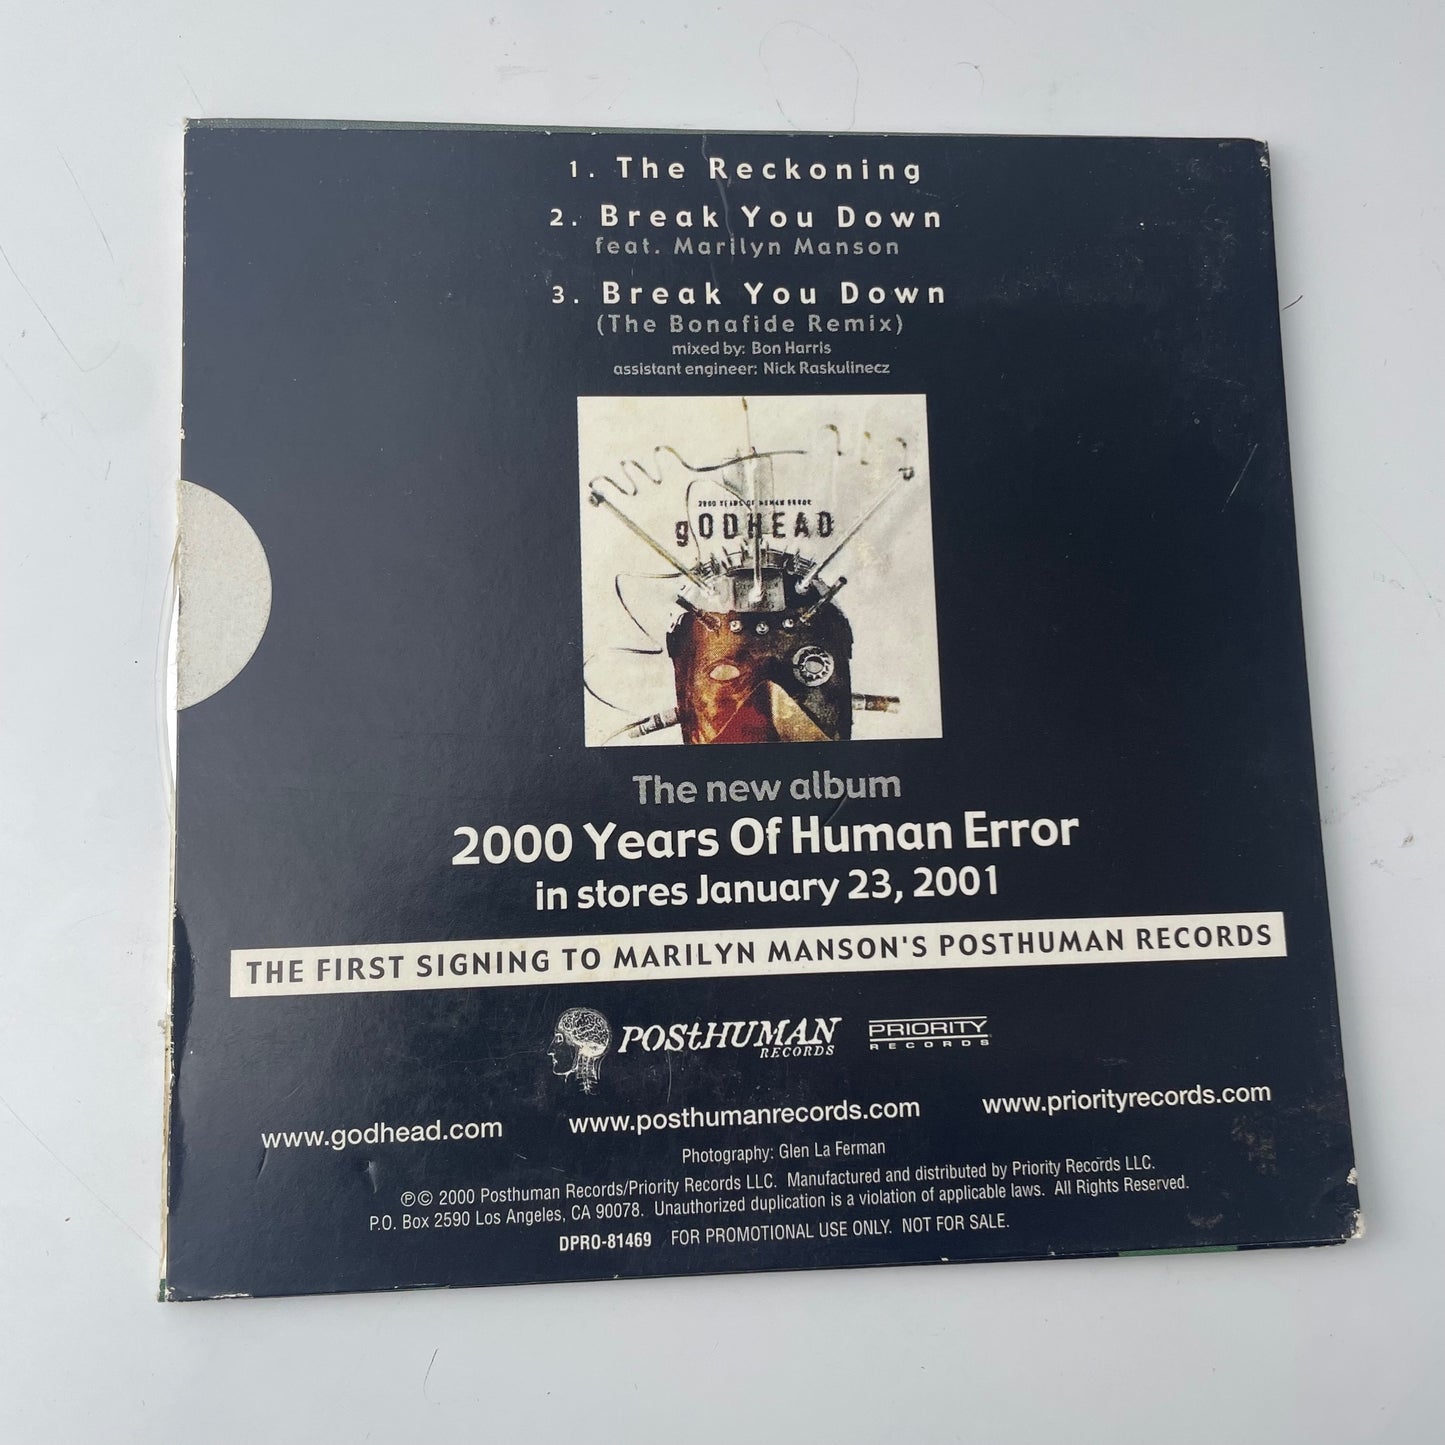 1. The Reckoning
2. Break You Down
feat. Marilyn Manson
3. Break You Down
(The Bonafide Remix)
mixed by: Bon Harris
assistant engineer: Nick Raskulinecz
2000 YEARS OF HUMAN ERROR
gODHEAD
The new album
2000 Years Of Human Error
in stores January 23, 2001
THE FIRST SIGNING TO MARILYN MANSON'S POSTHUMAN RECORDS
POStHUMAN
RECORDS
PRIORITY
RECORDS
www.godhead.com www.posthumanrecords.com www.priorityrecords.com
Photography: Glen La Ferman
℗© 2000 Posthuman Records/Priority Records LLC. Manufactured and distributed by Priority Records LLC.
P.O. Box 2590 Los Angeles, CA 90078. Unauthorized duplication is a violation of applicable laws. All Rights Reserved.
DPRO-81469 FOR PROMOTIONAL USE ONLY. NOT FOR SALE.